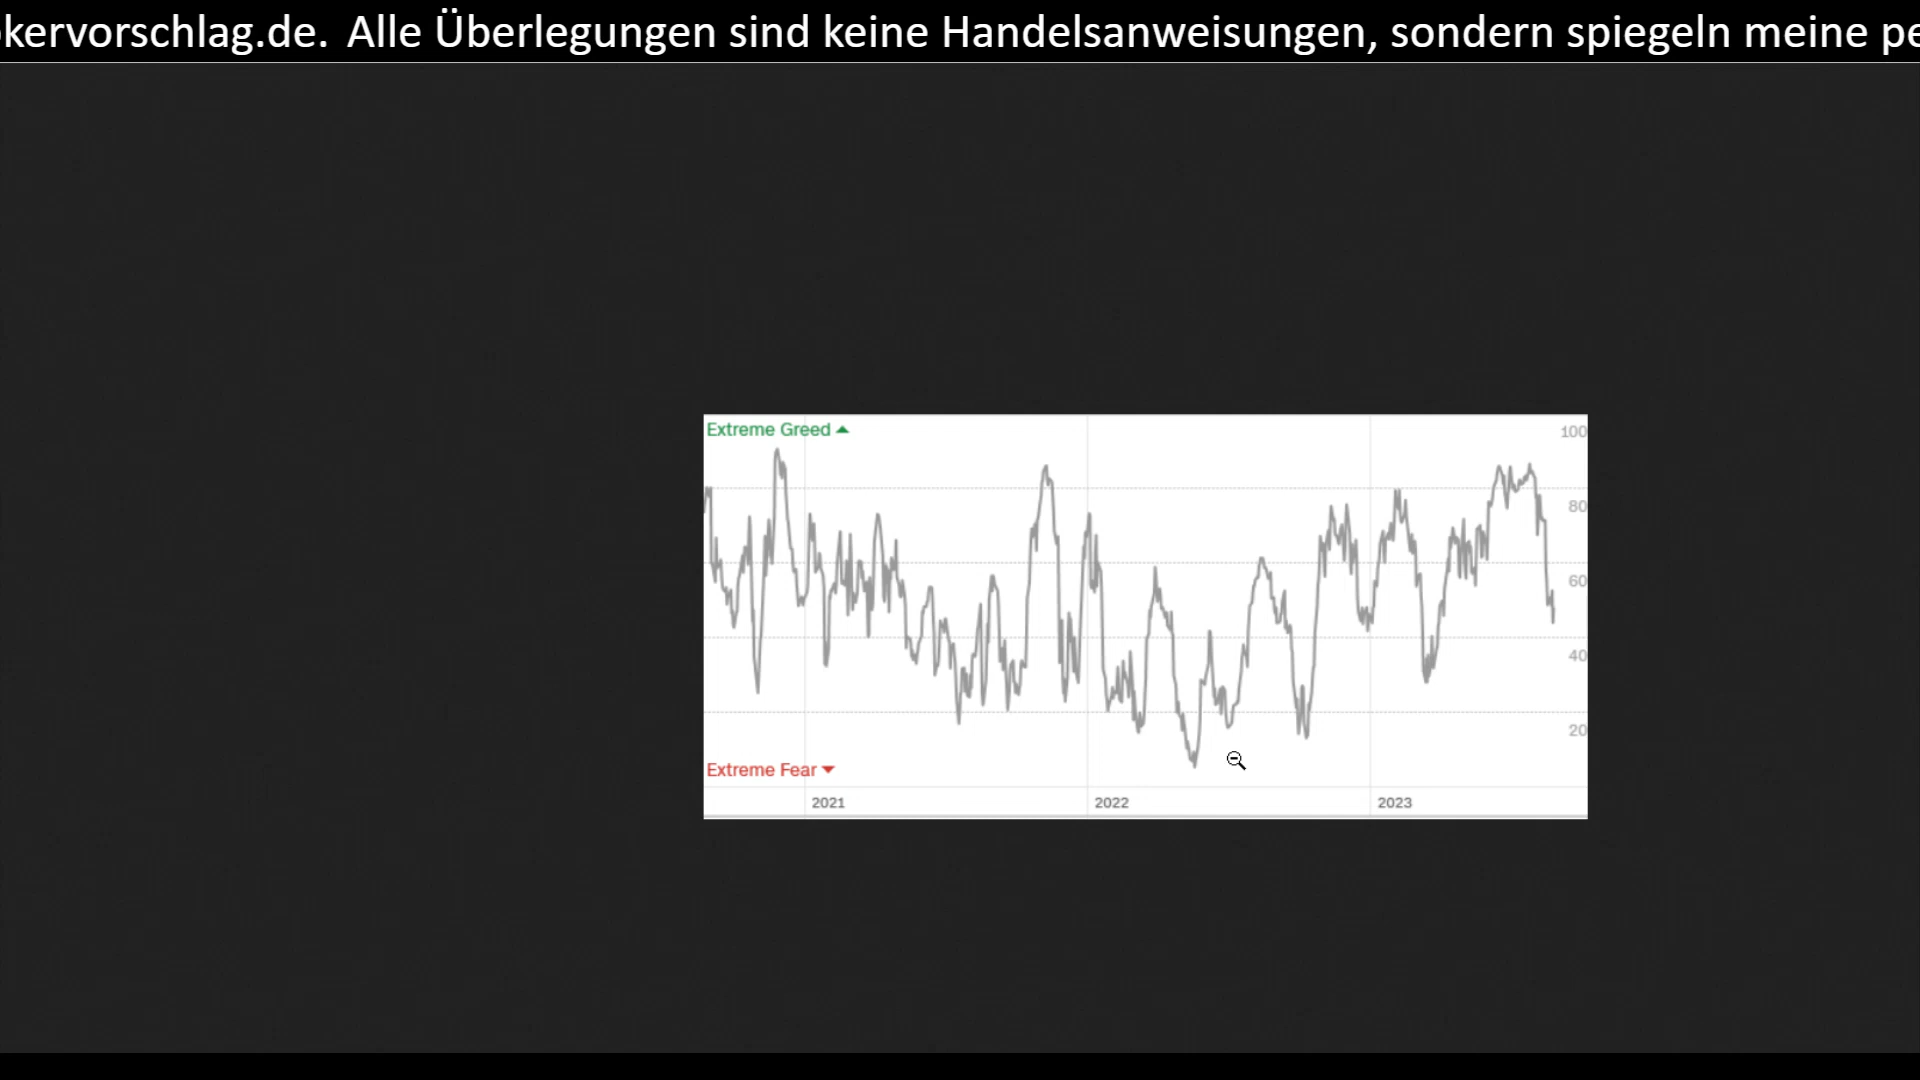 okervorschlag.de. Alle Überlegungen sind keine Handelsanweisungen, sondern spiegeln meine pe
Extreme Greed
100
80
60
40
20
Extreme Fear
2021 2022 2023